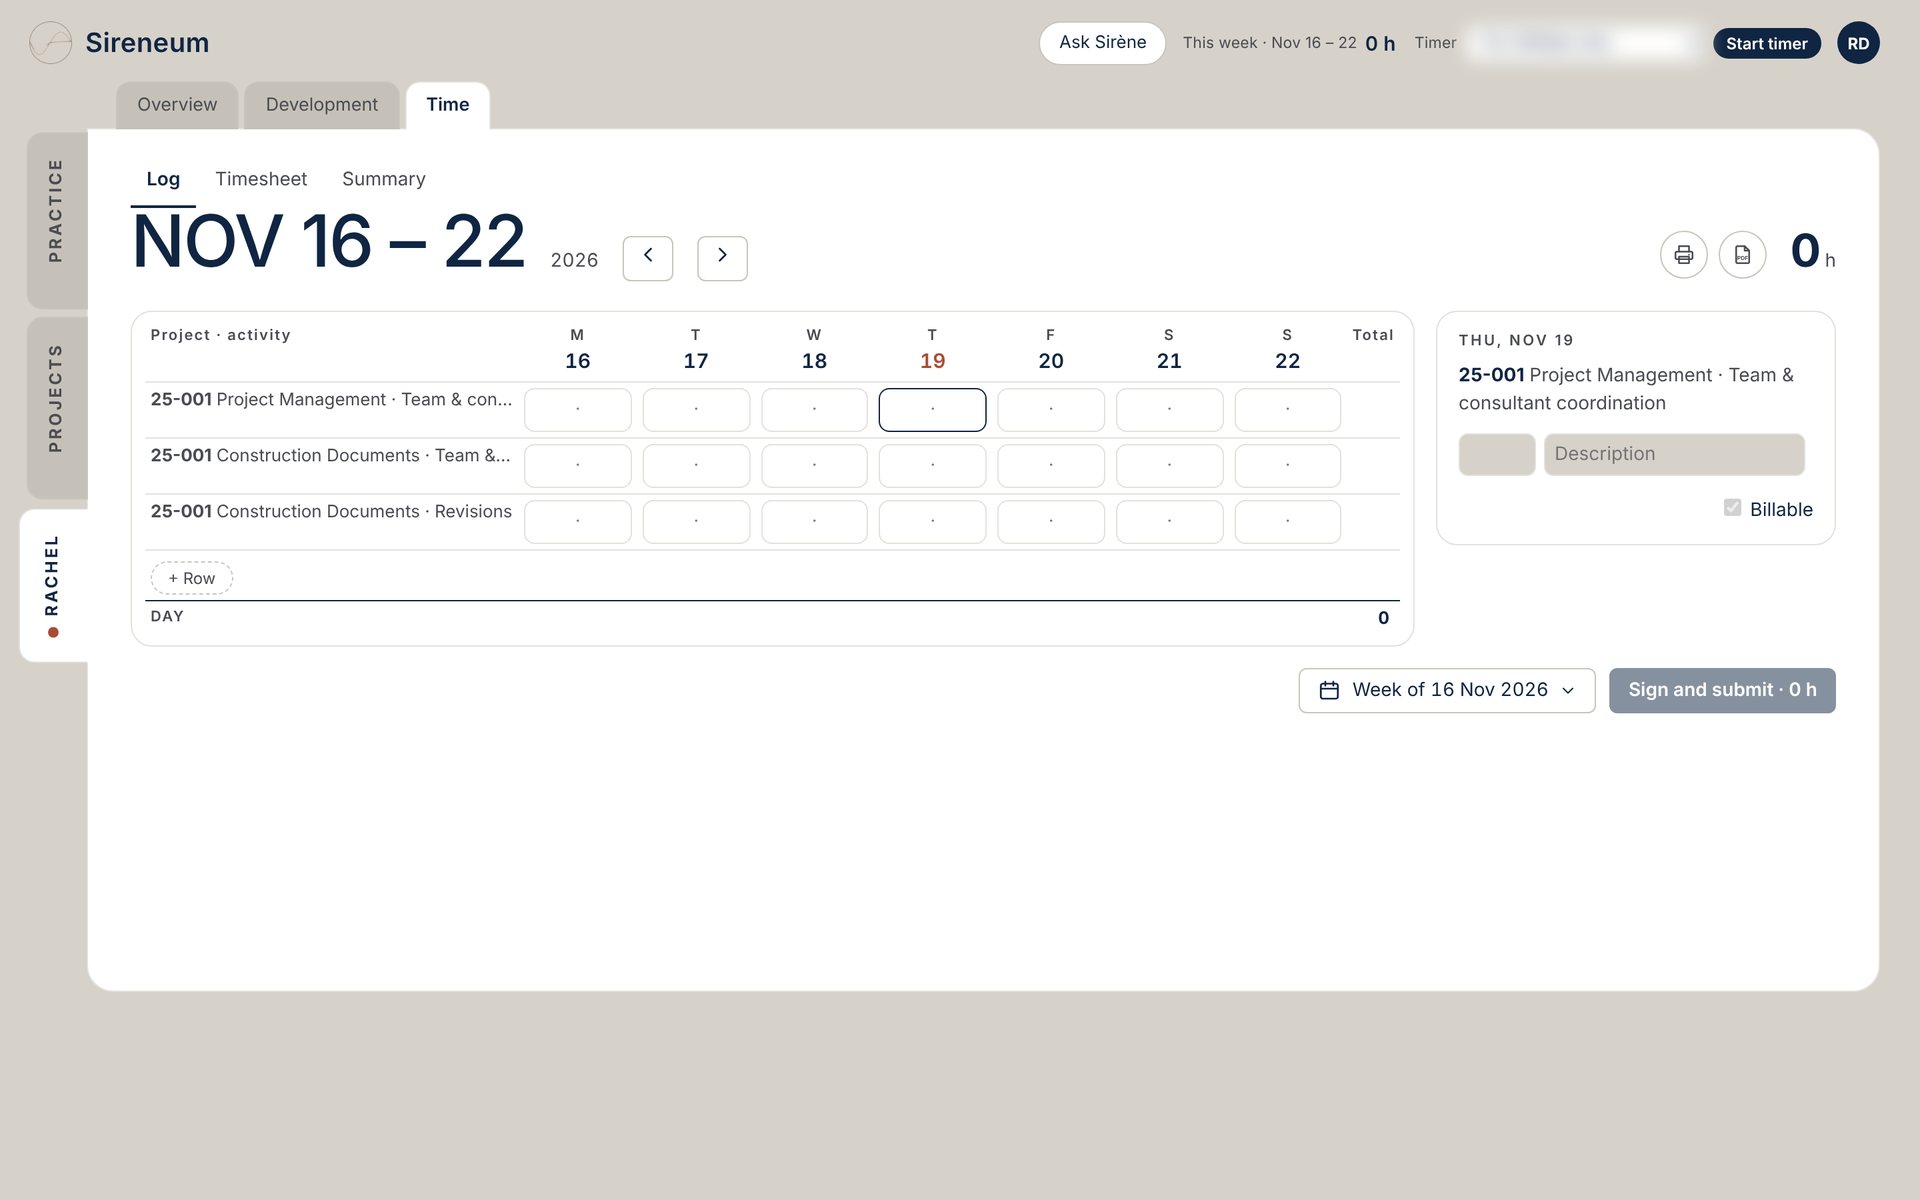 Sireneum
Ask Sirène
This week · Nov 16 – 22 0 h
Timer
Start timer
RD
Overview
Development
Time
PRACTICE
PROJECTS
RACHEL
Log
Timesheet
Summary
NOV 16 – 22
2026
PDF
0 h
Project · activity
M T W T F S S Total
16 17 18 19 20 21 22
25-001 Project Management · Team & con...
25-001 Construction Documents · Team &...
25-001 Construction Documents · Revisions
+ Row
DAY 0
THU, NOV 19
25-001 Project Management · Team &
consultant coordination
Description
Billable
Week of 16 Nov 2026
Sign and submit · 0 h